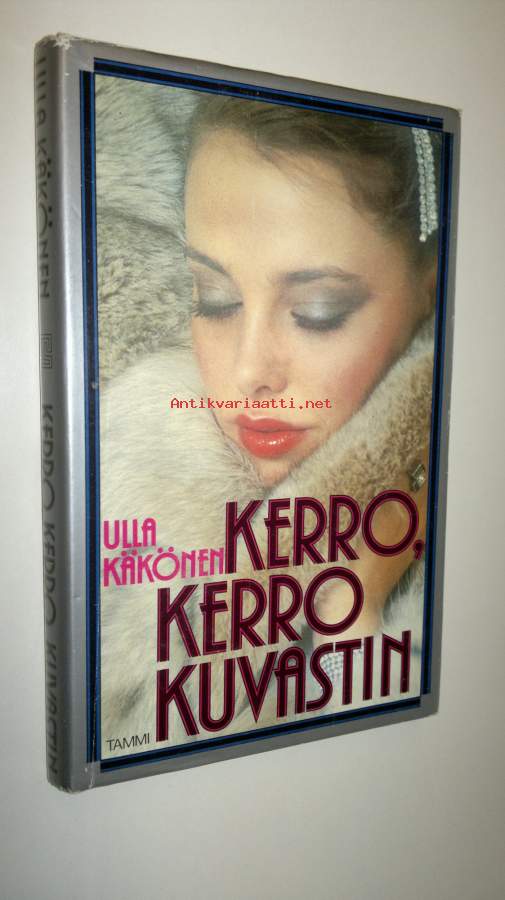 ULLA KÄKÖNEN KERRO, KERRO, KUVASTIN
Antikvariaatti.net
ULLA
KÄKÖNEN
KERRO,
KERRO
KUVASTIN
TAMMI